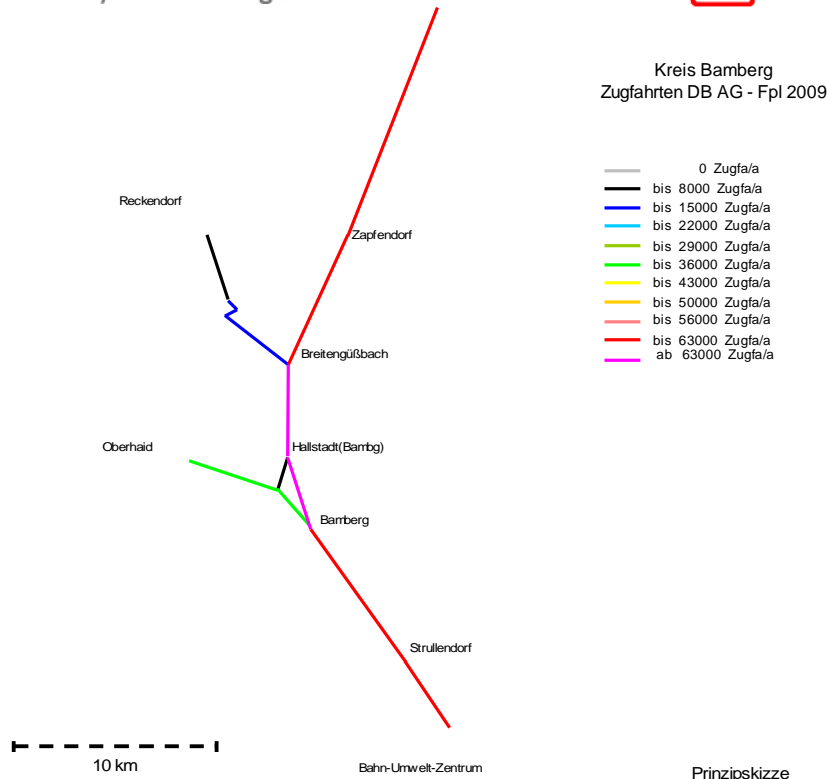 Kreis Bamberg
Zugfahrten DB AG - Fpl 2009
0 Zugfa/a
bis 8000 Zugfa/a
bis 15000 Zugfa/a
bis 22000 Zugfa/a
bis 29000 Zugfa/a
bis 36000 Zugfa/a
bis 43000 Zugfa/a
bis 50000 Zugfa/a
bis 56000 Zugfa/a
bis 63000 Zugfa/a
ab 63000 Zugfa/a
Reckendorf
Zapfendorf
Breitengüßbach
Oberhaid
Hallstadt(Bambg)
Bamberg
Strullendorf
10 km
Bahn-Umwelt-Zentrum
Prinzipskizze